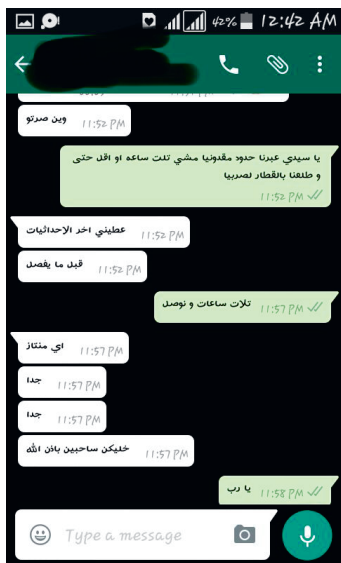 42% 12:42 AM
وين صرتو 11:52 PM
يا سيدي عبرنا حدود مقدونيا مشي تلت ساعه او اقل حتى
و طلعنا بالقطار لصربيا
11:52 PM
عطيني اخر الاحداثيات 11:52 PM
قبل ما يفصل 11:52 PM
تلات ساعات و نوصل 11:57 PM
اي منتاز 11:57 PM
جدا 11:57 PM
جدا 11:57 PM
خليكن ساحبين باذن الله 11:57 PM
يا رب 11:58 PM
Type a message